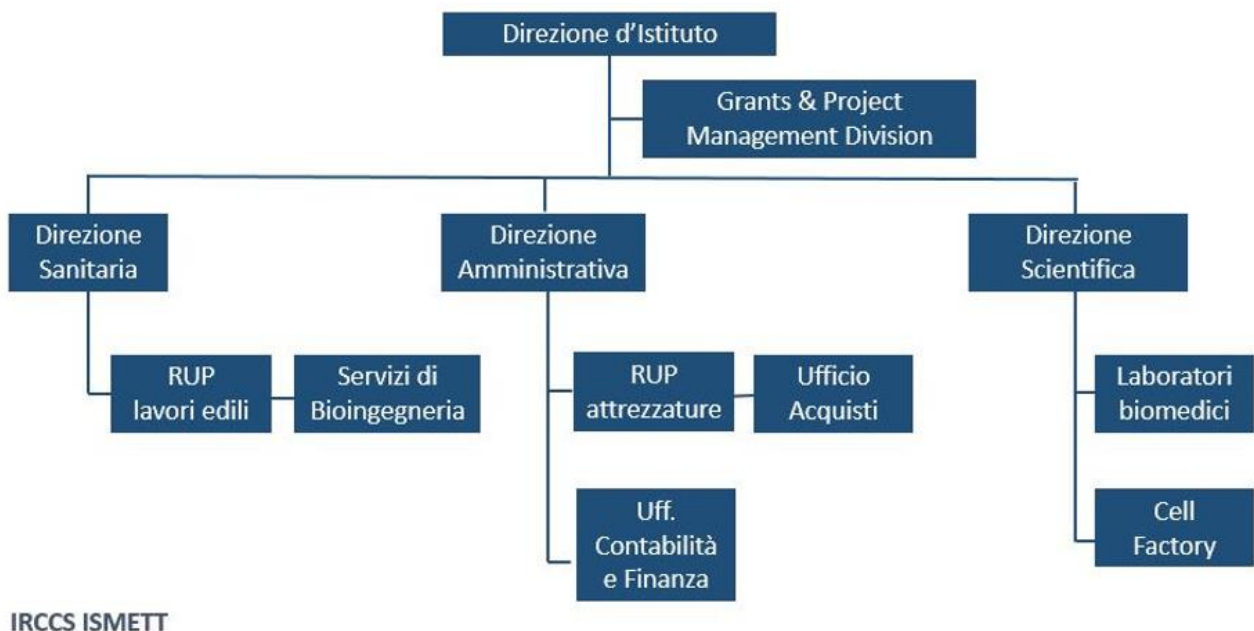 Direzione d’Istituto
Grants & Project
Management Division
Direzione
Sanitaria
Direzione
Amministrativa
Direzione
Scientifica
RUP
lavori edili
Servizi di
Bioingegneria
RUP
attrezzature
Ufficio
Acquisti
Laboratori
biomedici
Uff.
Contabilità
e Finanza
Cell
Factory
IRCCS ISMETT